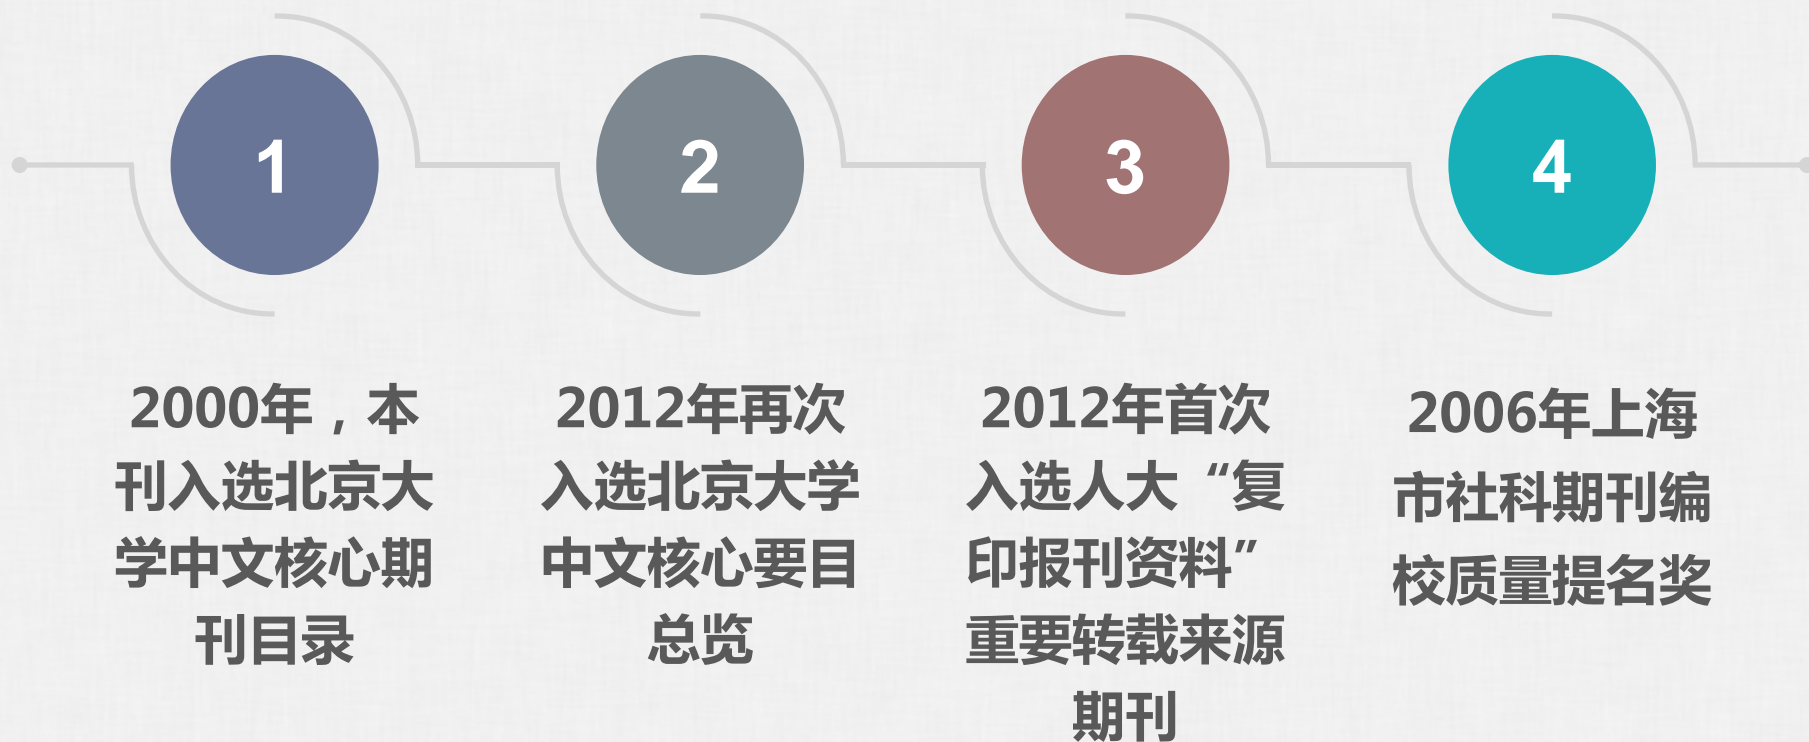 1
2
3
4
2000年，本
刊入选北京大
学中文核心期
刊目录
2012年再次
入选北京大学
中文核心要目
总览
2012年首次
入选人大“复
印报刊资料”
重要转载来源
期刊
2006年上海
市社科期刊编
校质量提名奖